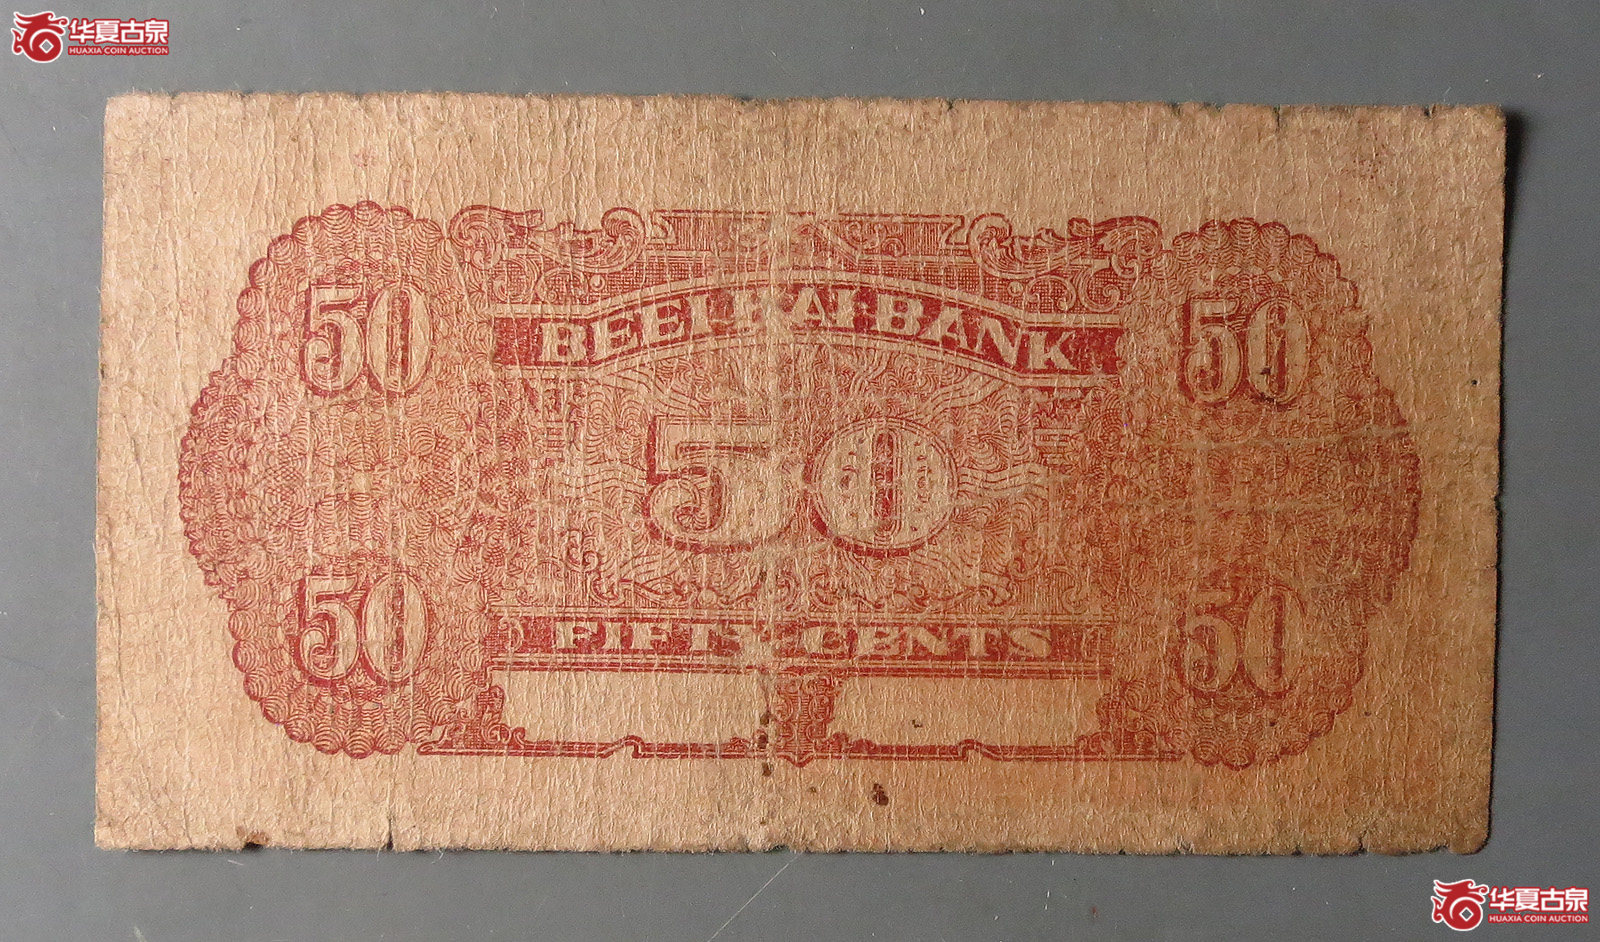 华夏古泉
HUAXIA COIN AUCTION
50 50
BEEI HAI BANK
50
50 50
FIFTY CENTS
华夏古泉
HUAXIA COIN AUCTION